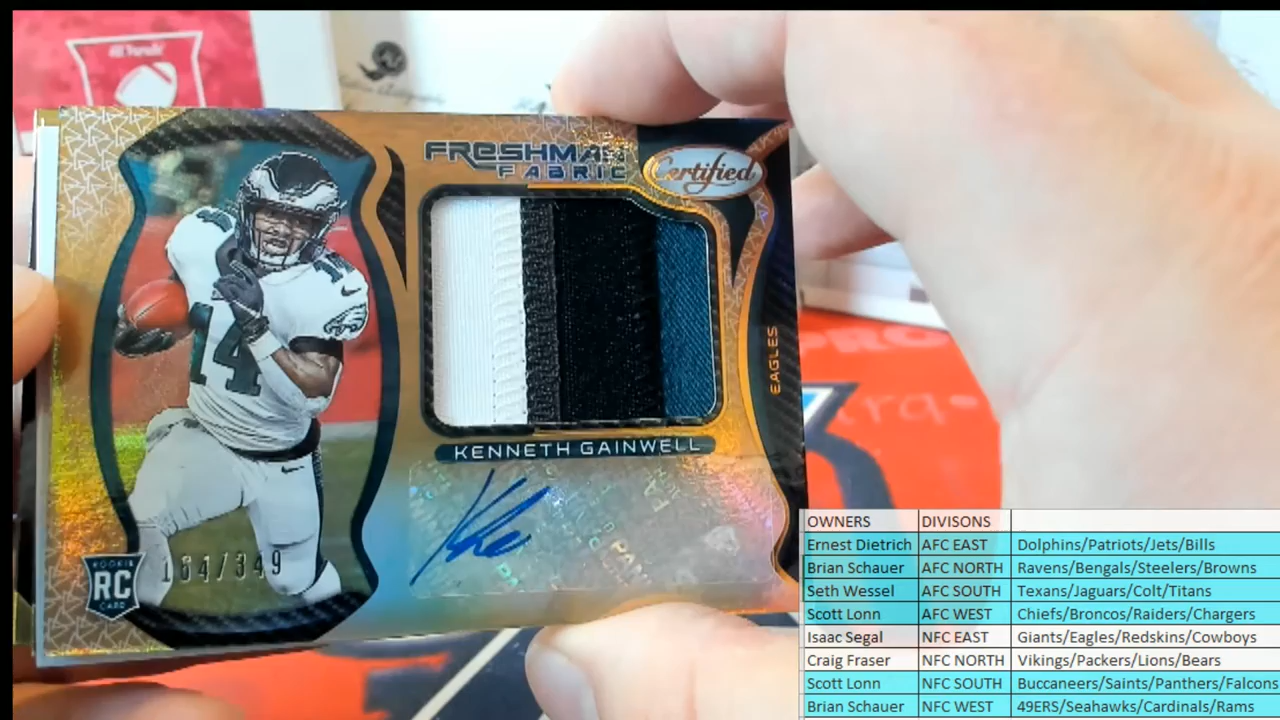 FRESHMAN
FABRIC
Certified
14
EAGLES
KENNETH GAINWELL
ROOKIE
RC
CARD
164/349
OWNERS DIVISONS
Ernest Dietrich AFC EAST Dolphins/Patriots/Jets/Bills
Brian Schauer AFC NORTH Ravens/Bengals/Steelers/Browns
Seth Wessel AFC SOUTH Texans/Jaguars/Colt/Titans
Scott Lonn AFC WEST Chiefs/Broncos/Raiders/Chargers
Isaac Segal NFC EAST Giants/Eagles/Redskins/Cowboys
Craig Fraser NFC NORTH Vikings/Packers/Lions/Bears
Scott Lonn NFC SOUTH Buccaneers/Saints/Panthers/Falcons
Brian Schauer NFC WEST 49ERS/Seahawks/Cardinals/Rams